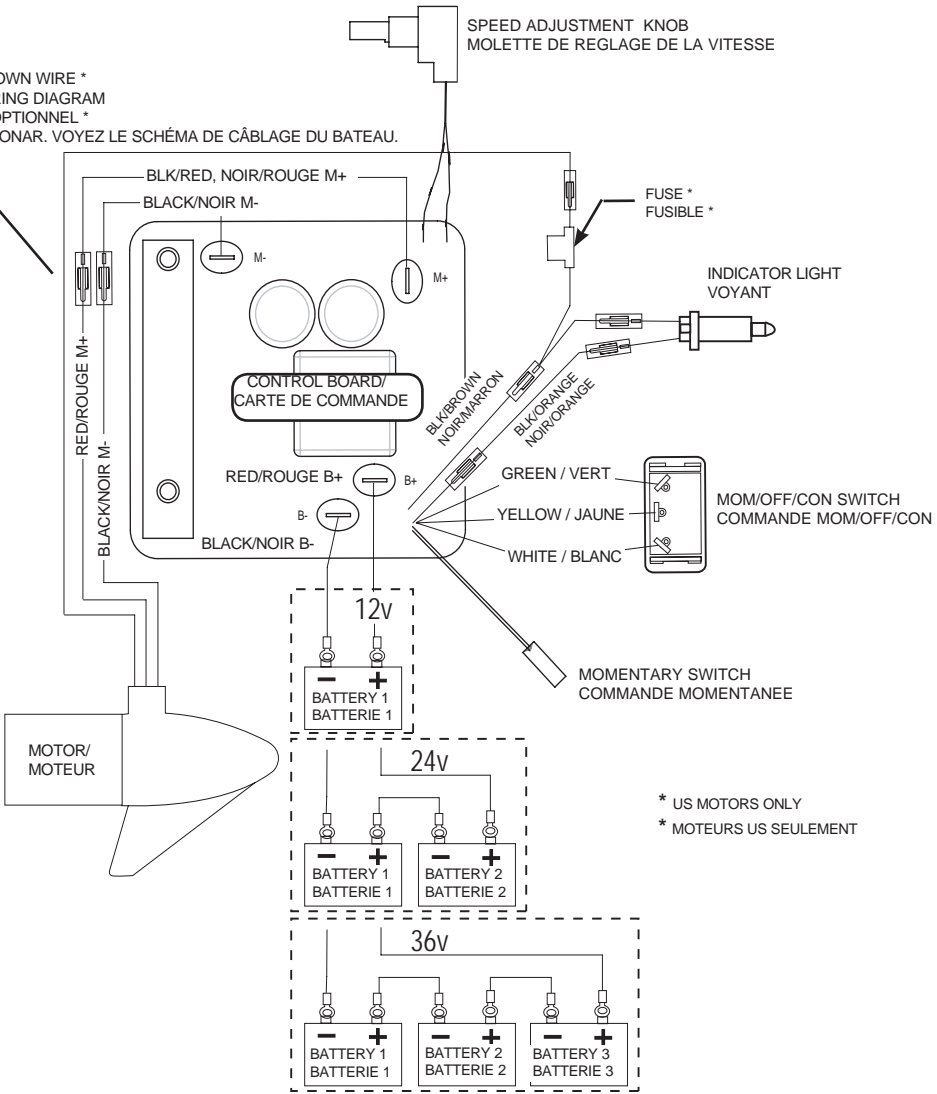 SPEED ADJUSTMENT KNOB
MOLETTE DE REGLAGE DE LA VITESSE
WIRE *
DIAGRAM
*
VOYEZ LE SCHÉMA DE CÂBLAGE DU BATEAU.
BLK/RED, NOIR/ROUGE M+
BLACK/NOIR M-
M-
M+
FUSE *
FUSIBLE *
INDICATOR LIGHT
VOYANT
RED/ROUGE M+
BLACK/NOIR M-
CONTROL BOARD/
CARTE DE COMMANDE
BLK/BROWN
NOIR/MARRON
BLK/ORANGE
NOIR/ORANGE
RED/ROUGE B+
B+
B-
BLACK/NOIR B-
GREEN / VERT
YELLOW / JAUNE
WHITE / BLANC
MOM/OFF/CON SWITCH
COMMANDE MOM/OFF/CON
MOMENTARY SWITCH
COMMANDE MOMENTANEE
12v
BATTERY 1
BATTERIE 1
MOTOR/
MOTEUR
24v
BATTERY 1
BATTERIE 1
BATTERY 2
BATTERIE 2
* US MOTORS ONLY
* MOTEURS US SEULEMENT
36v
BATTERY 1
BATTERIE 1
BATTERY 2
BATTERIE 2
BATTERY 3
BATTERIE 3